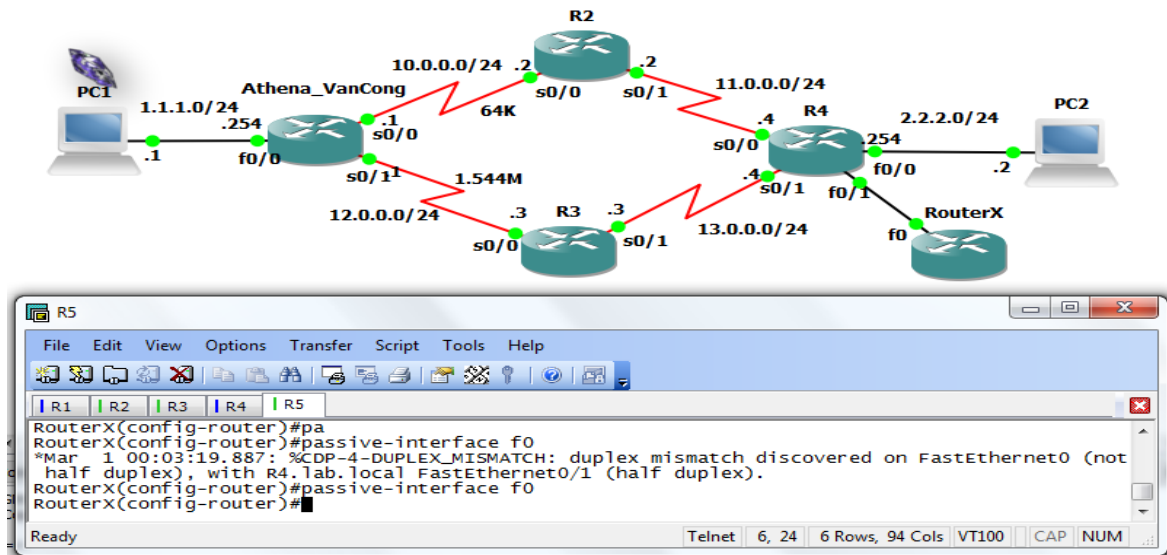 R2
10.0.0.0/24
.2
.2
11.0.0.0/24
PC1
Athena_VanCong
s0/0
s0/1
1.1.1.0/24
64K
R4
PC2
.254
.1
.4
.254
2.2.2.0/24
s0/0
s0/0
.1
f0/0
f0/0
.2
s0/1
1
1.544M
.4
s0/1
f0/1
12.0.0.0/24
.3
R3
.3
RouterX
s0/0
s0/1
13.0.0.0/24
f0
R5
File Edit View Options Transfer Script Tools Help
R1 R2 R3 R4 R5
RouterX(config-router)#pa
RouterX(config-router)#passive-interface f0
*Mar 1 00:03:19.887: %CDP-4-DUPLEX_MISMATCH: duplex mismatch discovered on FastEthernet0 (not
half duplex), with R4.lab.local FastEthernet0/1 (half duplex).
RouterX(config-router)#passive-interface f0
RouterX(config-router)#
Ready
Telnet 6, 24 6 Rows, 94 Cols VT100 CAP NUM